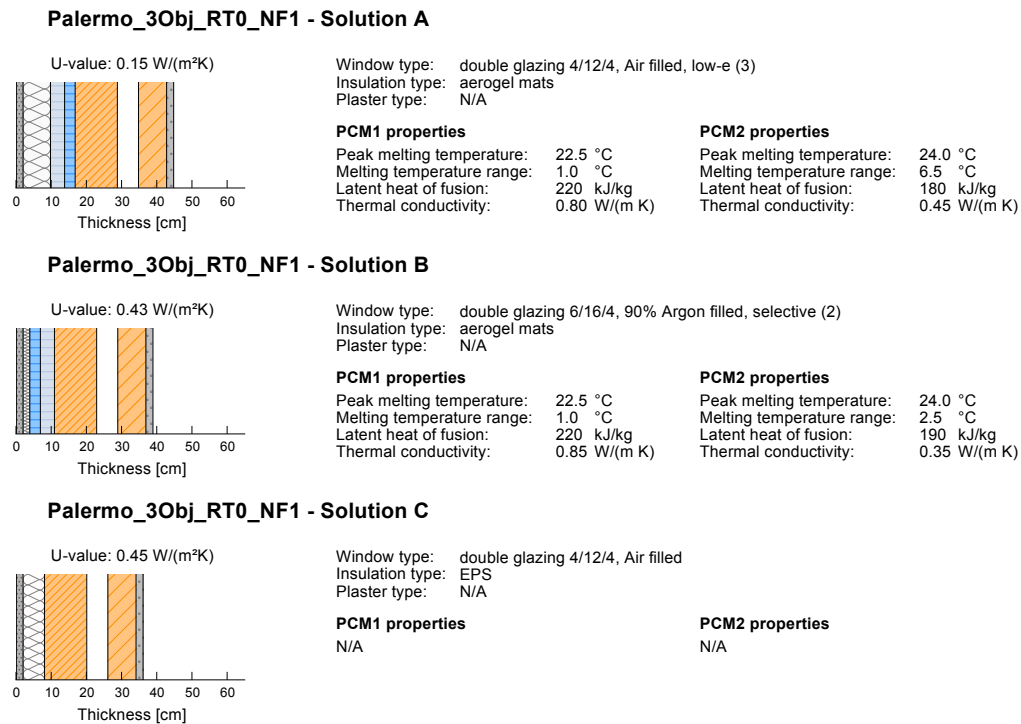 Palermo_3Obj_RT0_NF1 - Solution A
U-value: 0.15 W/(m²K)
0 10 20 30 40 50 60
Thickness [cm]
Window type: double glazing 4/12/4, Air filled, low-e (3)
Insulation type: aerogel mats
Plaster type: N/A
PCM1 properties PCM2 properties
Peak melting temperature: 22.5 °C Peak melting temperature: 24.0 °C
Melting temperature range: 1.0 °C Melting temperature range: 6.5 °C
Latent heat of fusion: 220 kJ/kg Latent heat of fusion: 180 kJ/kg
Thermal conductivity: 0.80 W/(m K) Thermal conductivity: 0.45 W/(m K)
Palermo_3Obj_RT0_NF1 - Solution B
U-value: 0.43 W/(m²K)
0 10 20 30 40 50 60
Thickness [cm]
Window type: double glazing 6/16/4, 90% Argon filled, selective (2)
Insulation type: aerogel mats
Plaster type: N/A
PCM1 properties PCM2 properties
Peak melting temperature: 22.5 °C Peak melting temperature: 24.0 °C
Melting temperature range: 1.0 °C Melting temperature range: 2.5 °C
Latent heat of fusion: 220 kJ/kg Latent heat of fusion: 190 kJ/kg
Thermal conductivity: 0.85 W/(m K) Thermal conductivity: 0.35 W/(m K)
Palermo_3Obj_RT0_NF1 - Solution C
U-value: 0.45 W/(m²K)
0 10 20 30 40 50 60
Thickness [cm]
Window type: double glazing 4/12/4, Air filled
Insulation type: EPS
Plaster type: N/A
PCM1 properties PCM2 properties
N/A N/A